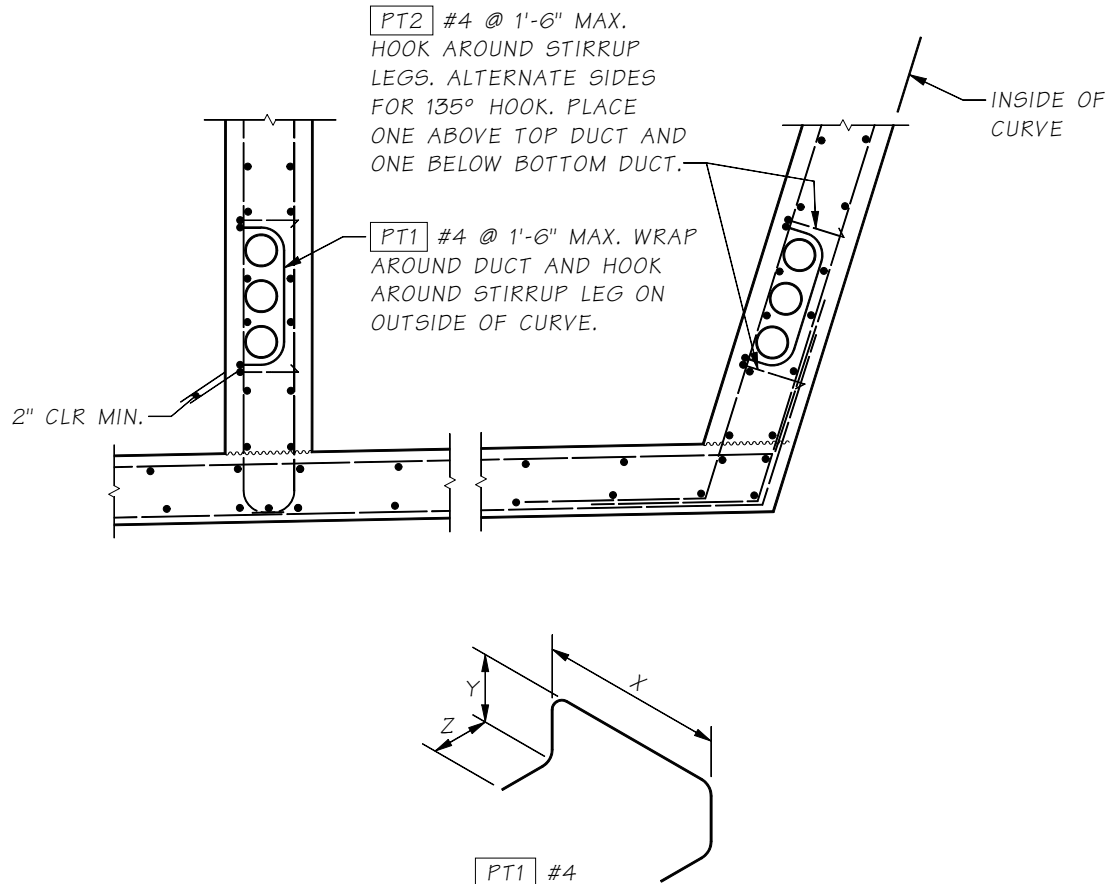 PT2 #4 @ 1'-6" MAX.
HOOK AROUND STIRRUP
LEGS. ALTERNATE SIDES
FOR 135° HOOK. PLACE
ONE ABOVE TOP DUCT AND
ONE BELOW BOTTOM DUCT.
INSIDE OF
CURVE
PT1 #4 @ 1'-6" MAX. WRAP
AROUND DUCT AND HOOK
AROUND STIRRUP LEG ON
OUTSIDE OF CURVE.
2" CLR MIN.
X
Y
Z
PT1 #4